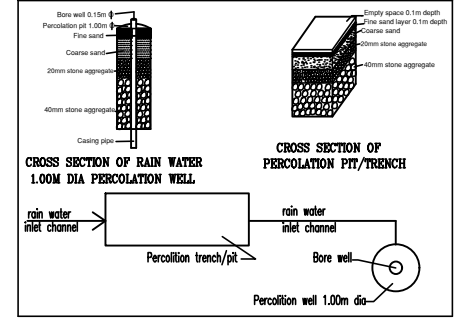 Bore well 0.15m ϕ
Percolation pit 1.00m ϕ
Fine sand
Coarse sand
20mm stone aggregate
40mm stone aggregate
Casing pipe
CROSS SECTION OF RAIN WATER
1.00M DIA PERCOLATION WELL
Empty space 0.1m depth
Fine sand layer 0.1m depth
Coarse sand
20mm stone aggregate
40mm stone aggregate
CROSS SECTION OF
PERCOLATION PIT/TRENCH
rain water
inlet channel
Percolition trench/pit
rain water
inlet channel
Bore well
Percolition well 1.00m dia